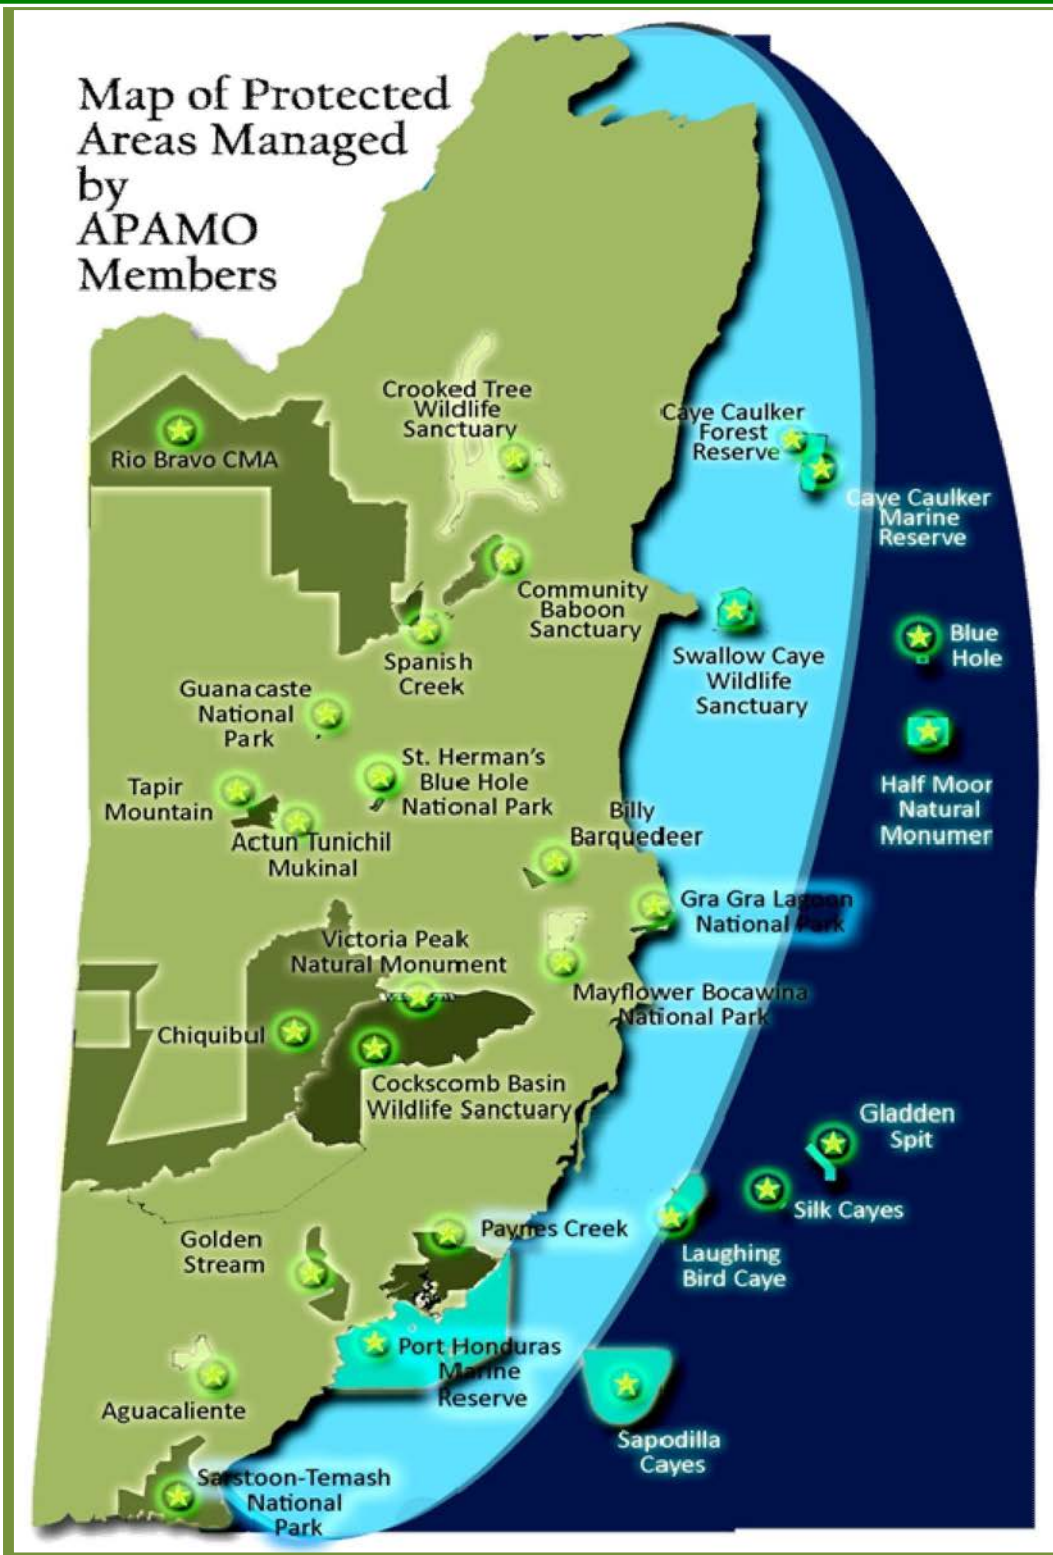 Map of Protected
Areas Managed
by
APAMO
Members
Crooked Tree
Wildlife
Sanctuary
Caye Caulker
Forest
Reserve
Rio Bravo CMA
Caye Caulker
Marine
Reserve
Community
Baboon
Sanctuary
Blue
Hole
Spanish
Creek
Swallow Caye
Wildlife
Sanctuary
Guanacaste
National
Park
St. Herman's
Blue Hole
National Park
Tapir
Mountain
Half Moor
Natural
Monumer
Billy
Barquedeer
Actun Tunichil
Mukinal
Gra Gra Lagoon
National Park
Victoria Peak
Natural Monument
Mayflower Bocawina
National Park
Chiquibul
Cockscomb Basin
Wildlife Sanctuary
Gladden
Spit
Silk Cayes
Paynes Creek
Golden
Stream
Laughing
Bird Caye
Port Honduras
Marine
Reserve
Aguacaliente
Sapodilla
Cayes
Sarstoon-Temash
National
Park